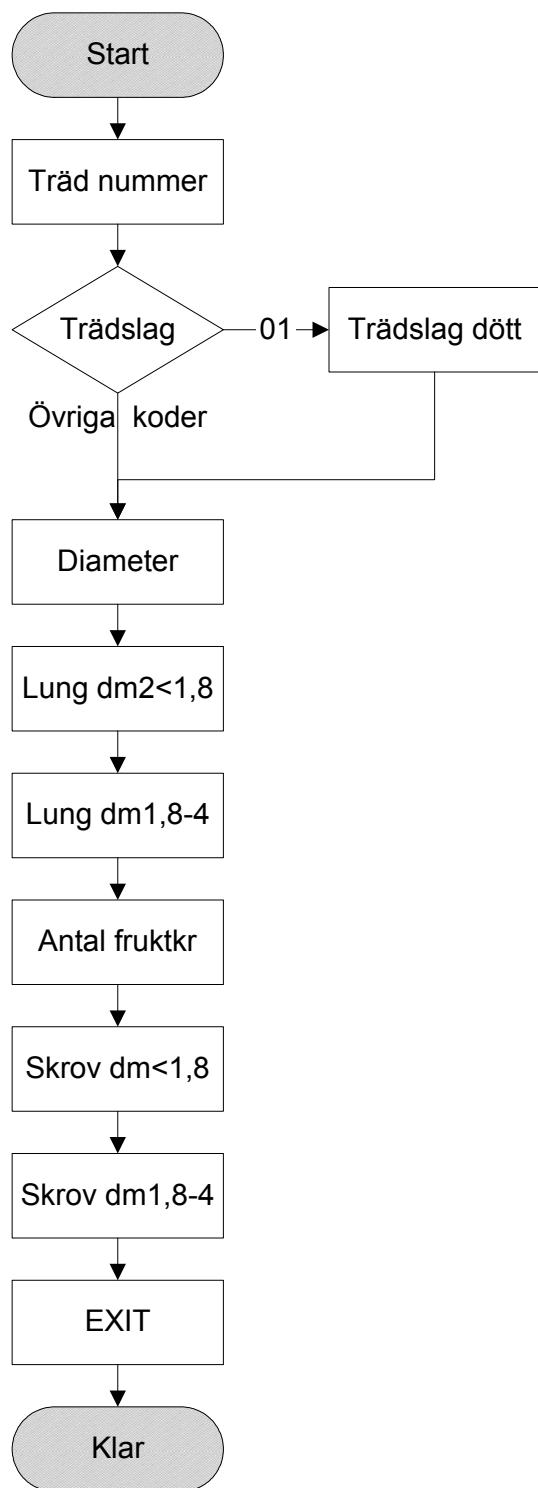 Start
Träd nummer
Trädslag
01
Trädslag dött
Övriga koder
Diameter
Lung dm2<1,8
Lung dm1,8-4
Antal fruktkr
Skrov dm<1,8
Skrov dm1,8-4
EXIT
Klar